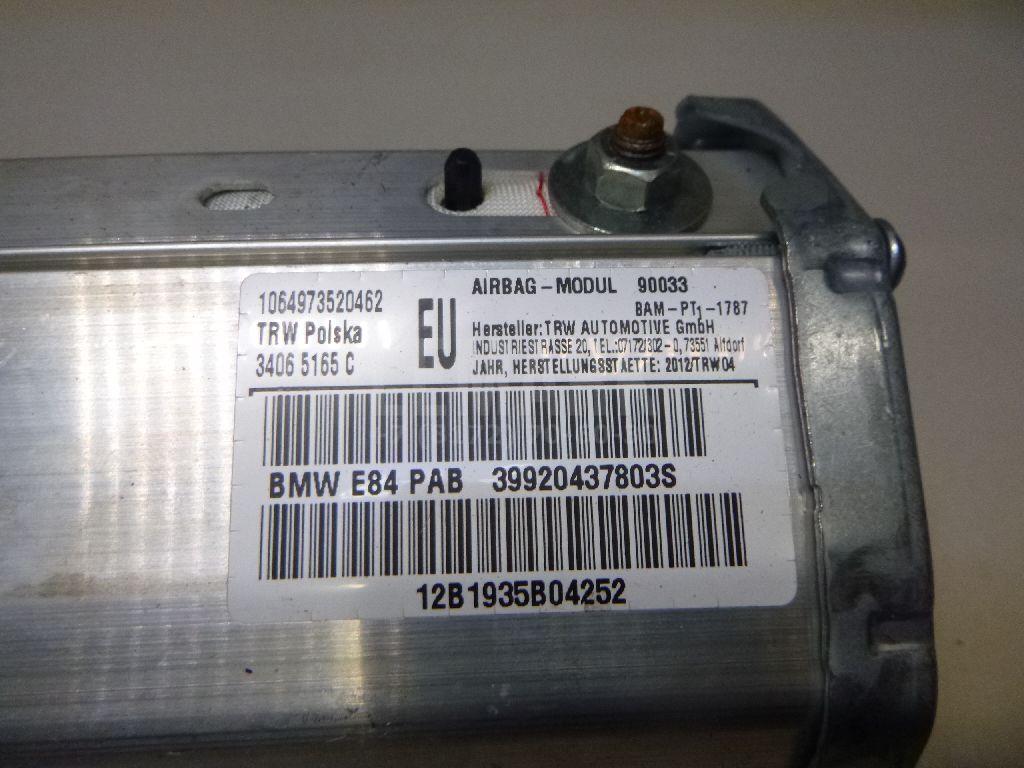 1064973520462
TRW Polska
3406 5165 C
EU
AIRBAG-MODUL 90033
BAM-PT1-1787
Hersteller: TRW AUTOMOTIVE GmbH
INDUSTRIESTRASSE 20, TEL.:07172/302-0, 73551 Alfdorf
JAHR, HERSTELLUNGSSTAETTE: 2012/TRW04
BMW E84 PAB 39920437803S
12B1935B04252